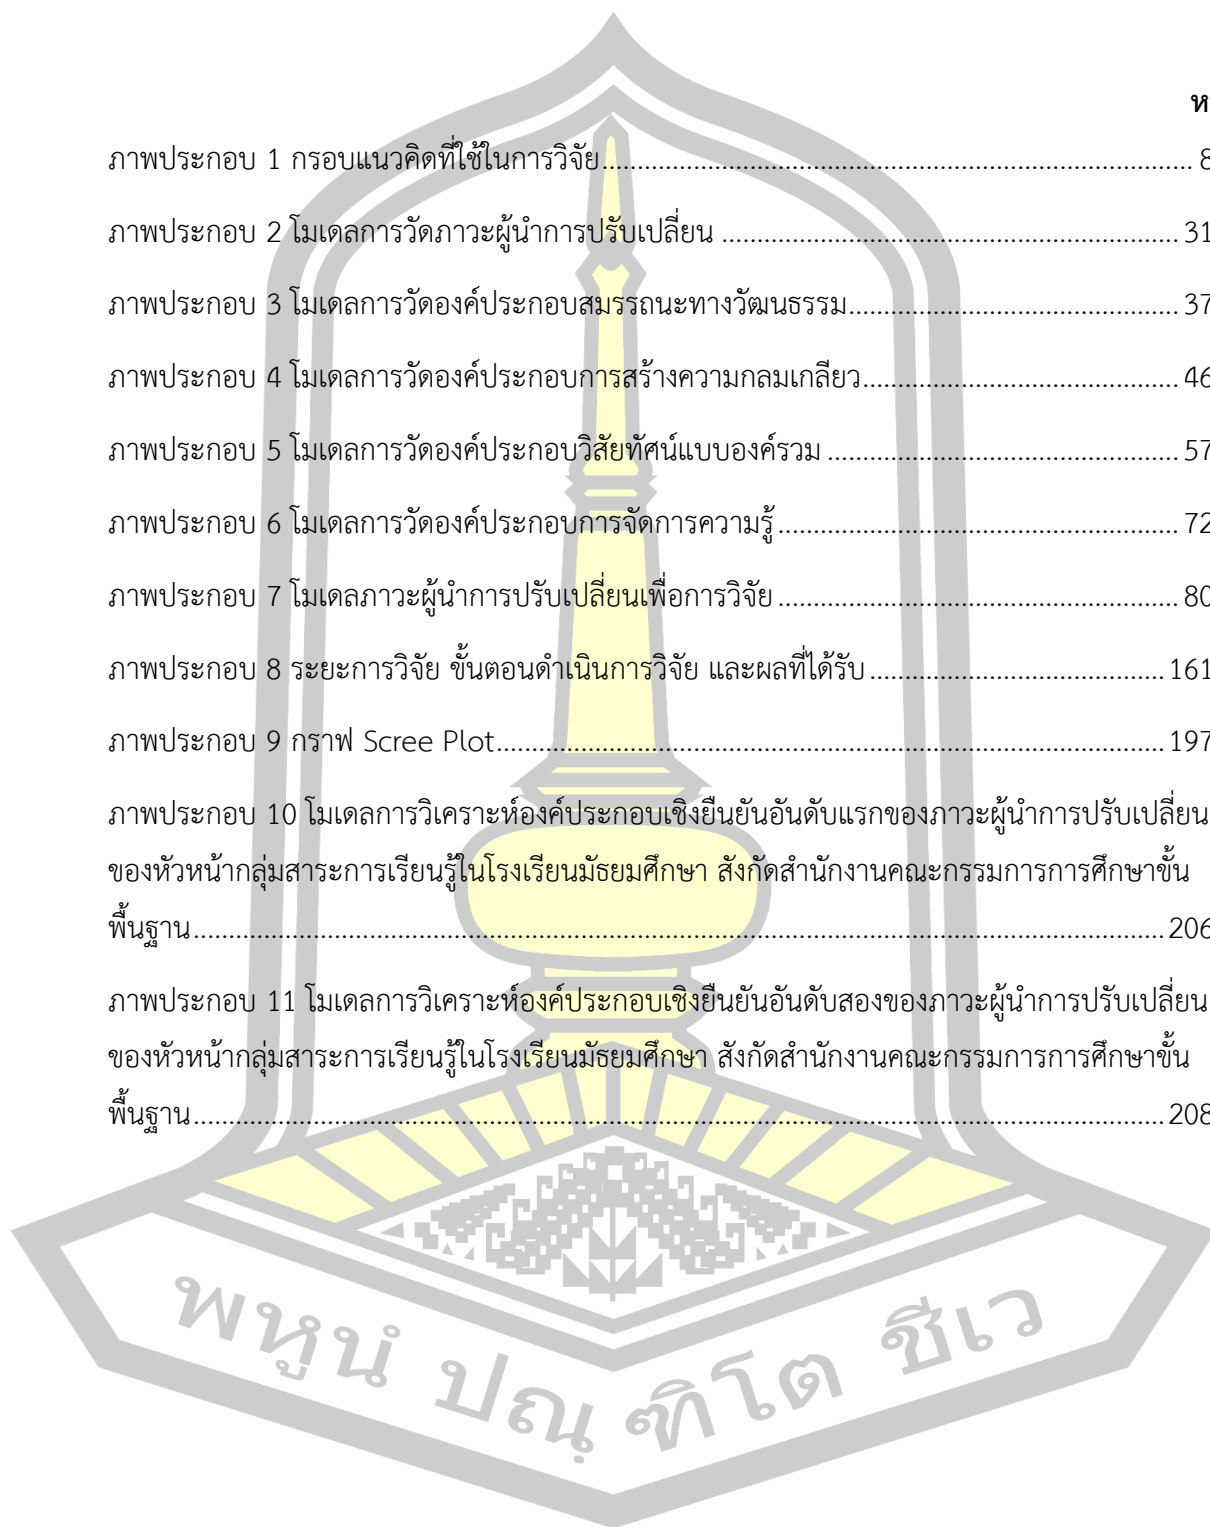 ภาพประกอบ 1 กรอบแนวคิดที่ใช้ในการวิจัย............................................................................ 8
ภาพประกอบ 2 โมเดลการวัดภาวะผู้นำการปรับเปลี่ยน ........................................................... 31
ภาพประกอบ 3 โมเดลการวัดองค์ประกอบสมรรถนะทางวัฒนธรรม........................................... 37
ภาพประกอบ 4 โมเดลการวัดองค์ประกอบการสร้างความกลมเกลียว......................................... 46
ภาพประกอบ 5 โมเดลการวัดองค์ประกอบวิสัยทัศน์แบบองค์รวม .............................................. 57
ภาพประกอบ 6 โมเดลการวัดองค์ประกอบการจัดการความรู้ .................................................... 72
ภาพประกอบ 7 โมเดลภาวะผู้นำการปรับเปลี่ยนเพื่อการวิจัย .................................................... 80
ภาพประกอบ 8 ระยะการวิจัย ขั้นตอนดำเนินการวิจัย และผลที่ได้รับ ...................................... 161
ภาพประกอบ 9 กราฟ Scree Plot...................................................................................... 197
ภาพประกอบ 10 โมเดลการวิเคราะห์องค์ประกอบเชิงยืนยันอันดับแรกของภาวะผู้นำการปรับเปลี่ยน
ของหัวหน้ากลุ่มสาระการเรียนรู้ในโรงเรียนมัธยมศึกษา สังกัดสำนักงานคณะกรรมการการศึกษาขั้น
พื้นฐาน............................................................................................................................. 206
ภาพประกอบ 11 โมเดลการวิเคราะห์องค์ประกอบเชิงยืนยันอันดับสองของภาวะผู้นำการปรับเปลี่ยน
ของหัวหน้ากลุ่มสาระการเรียนรู้ในโรงเรียนมัธยมศึกษา สังกัดสำนักงานคณะกรรมการการศึกษาขั้น
พื้นฐาน............................................................................................................................. 208
พหูนํ ปณฺฑิโต ชีเว